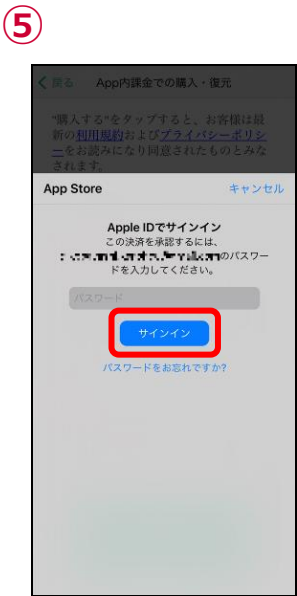 ⑤
戻る App内課金での購入・復元
"購入する"をタップすると、お客様は最
新の利用規約およびプライバシーポリシ
ーをお読みになり同意されたものとみな
されます。
App Store キャンセル
Apple IDでサインイン
この決済を承認するには、
のパスワー
ドを入力してください。
パスワード
サインイン
パスワードをお忘れですか?